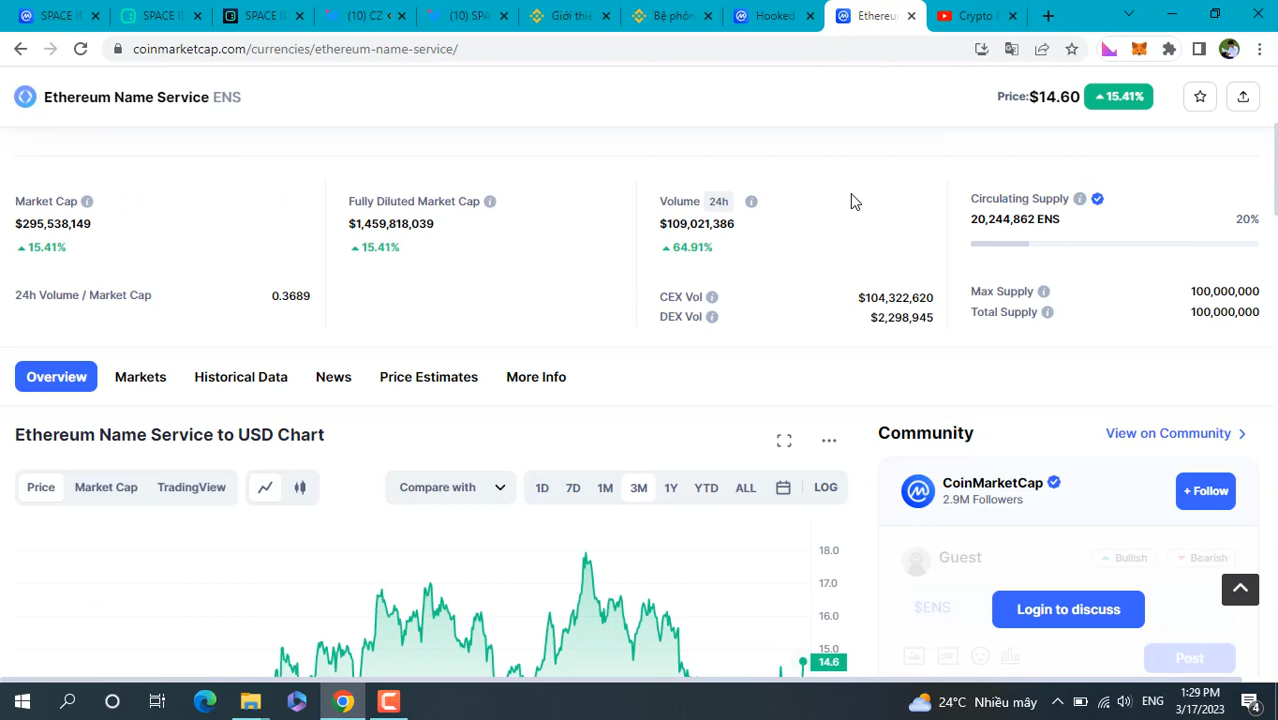 SPACE I
SPACE I
SPACE ID
(10) CZ
(10) SPA
Giới thiệ
Bệ phón
Hooked
Ethereu
Crypto
coinmarketcap.com/currencies/ethereum-name-service/
Ethereum Name Service ENS
Price:$14.60 15.41%
Market Cap
$295,538,149
15.41%
24h Volume / Market Cap 0.3689
Fully Diluted Market Cap
$1,459,818,039
15.41%
Volume 24h
$109,021,386
64.91%
CEX Vol $104,322,620
DEX Vol $2,298,945
Circulating Supply
20,244,862 ENS 20%
Max Supply 100,000,000
Total Supply 100,000,000
Overview Markets Historical Data News Price Estimates More Info
Ethereum Name Service to USD Chart
Price Market Cap TradingView
Compare with
1D 7D 1M 3M 1Y YTD ALL LOG
18.0
17.0
16.0
15.0
14.6
Community View on Community
CoinMarketCap
2.9M Followers
+ Follow
Guest Bullish Bearish
$ENS
Login to discuss
GIF
Post
24°C Nhiều mây
ENG
1:29 PM
3/17/2023
4